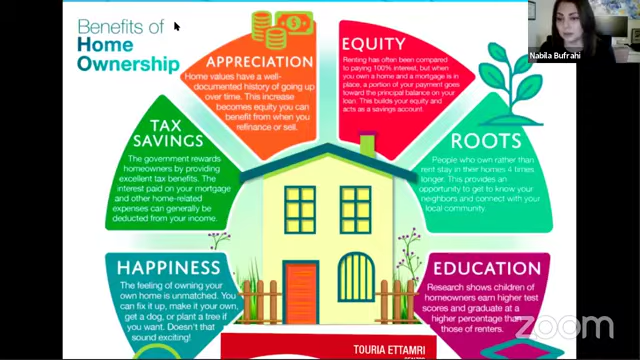 Benefits of
Home
Ownership
APPRECIATION
Home values have a well-
documented history of going up
over time. This increase
becomes equity you can
benefit from when you
refinance or sell.
EQUITY
Renting has often been compared
to paying 100% interest, but when
you own a home and a mortgage is in
place, a portion of your payment goes
toward the principal balance on your
loan. This builds your equity and
acts as a savings account.
Nabila Bufrahi
TAX
SAVINGS
The government rewards
homeowners by providing
excellent tax benefits. The
interest paid on your mortgage
and other home-related
expenses can generally be
deducted from your income.
ROOTS
People who own rather than
rent stay in their homes 4 times
longer. This provides an
opportunity to get to know your
neighbors and connect with your
local community.
HAPPINESS
The feeling of owning your
own home is unmatched. You
can fix it up, make it your own,
get a dog, or plant a tree if you
want. Doesn't that
sound exciting!
EDUCATION
Research shows children of
homeowners earn higher test
scores and graduate at a
higher percentage than
those of renters.
TOURIA ETTAMRI
zoom